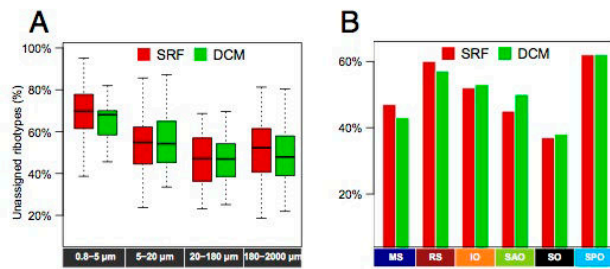 A
Unassigned ribotypes (%)
100%
80%
60%
40%
20%
SRF DCM
0.8–5 µm 5–20 µm 20–180 µm 180–2000 µm
B
SRF DCM
60%
40%
20%
MS RS IO SAO SO SPO